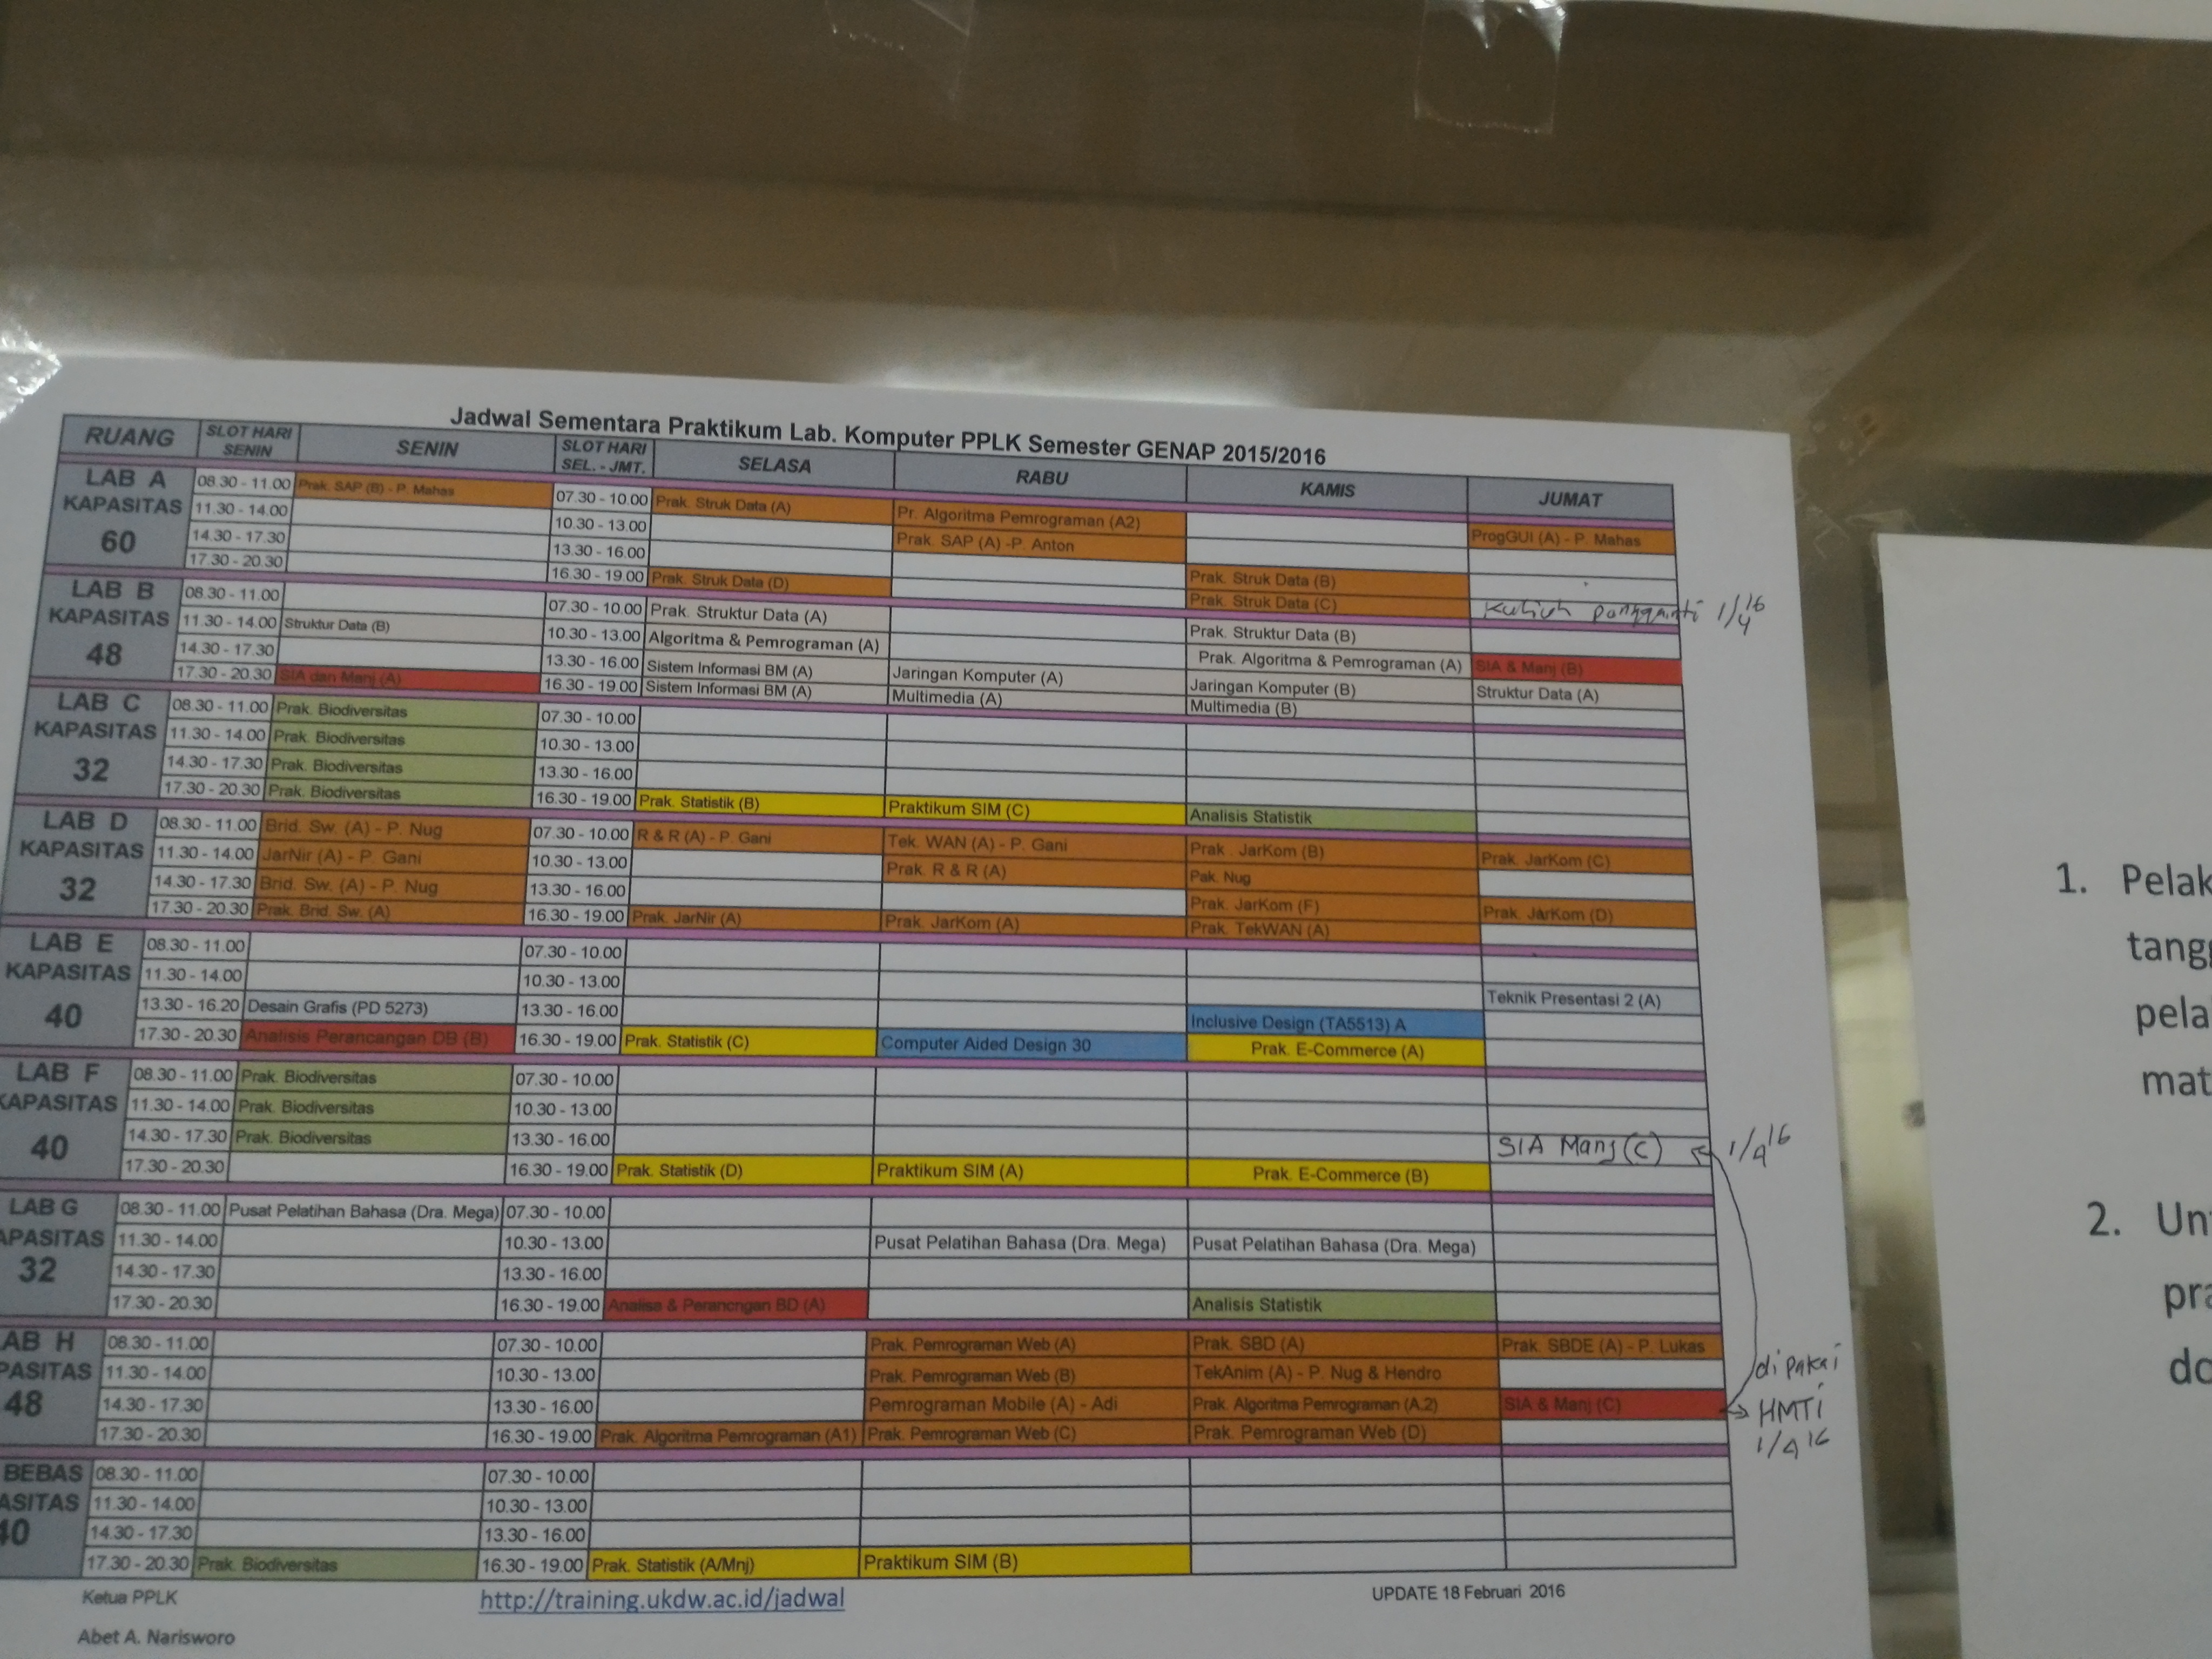 Jadwal Sementara Praktikum Lab. Komputer PPLK Semester GENAP 2015/2016
RUANG SLOT HARI SENIN SENIN SLOT HARI SEL. - JMT. SELASA RABU KAMIS JUMAT
LAB A KAPASITAS 60
08.30 - 11.00 Prak. SAP (B) - P. Mahas 07.30 - 10.00 Prak. Struk Data (A) Pr. Algoritma Pemrograman (A2) ProgGUI (A) - P. Mahas
11.30 - 14.00 10.30 - 13.00 Prak. SAP (A) -P. Anton
14.30 - 17.30 13.30 - 16.00 Prak. Struk Data (B)
17.30 - 20.30 16.30 - 19.00 Prak. Struk Data (D) Prak. Struk Data (C) Kuliah pengganti 1/4 16
LAB B KAPASITAS 48
08.30 - 11.00 07.30 - 10.00 Prak. Struktur Data (A) Prak. Struktur Data (B)
11.30 - 14.00 Struktur Data (B) 10.30 - 13.00 Algoritma & Pemrograman (A) Prak. Algoritma & Pemrograman (A) SIA & Manj (B)
14.30 - 17.30 13.30 - 16.00 Sistem Informasi BM (A) Jaringan Komputer (A) Jaringan Komputer (B) Struktur Data (A)
17.30 - 20.30 SIA dan Manj (A) 16.30 - 19.00 Sistem Informasi BM (A) Multimedia (A) Multimedia (B)
LAB C KAPASITAS 32
08.30 - 11.00 Prak. Biodiversitas 07.30 - 10.00
11.30 - 14.00 Prak. Biodiversitas 10.30 - 13.00
14.30 - 17.30 Prak. Biodiversitas 13.30 - 16.00
17.30 - 20.30 Prak. Biodiversitas 16.30 - 19.00 Prak. Statistik (B) Praktikum SIM (C) Analisis Statistik
LAB D KAPASITAS 32
08.30 - 11.00 Brid. Sw. (A) - P. Nug 07.30 - 10.00 R & R (A) - P. Gani Tek. WAN (A) - P. Gani Prak . JarKom (B) Prak. JarKom (C)
11.30 - 14.00 JarNir (A) - P. Gani 10.30 - 13.00 Prak. R & R (A) Pak. Nug
14.30 - 17.30 Brid. Sw. (A) - P. Nug 13.30 - 16.00 Prak. JarKom (F) Prak. JarKom (D)
17.30 - 20.30 Prak. Brid. Sw. (A) 16.30 - 19.00 Prak. JarNir (A) Prak. JarKom (A) Prak. TekWAN (A)
LAB E KAPASITAS 40
08.30 - 11.00 07.30 - 10.00
11.30 - 14.00 10.30 - 13.00 Teknik Presentasi 2 (A)
13.30 - 16.20 Desain Grafis (PD 5273) 13.30 - 16.00 Inclusive Design (TA5513) A
17.30 - 20.30 Analisis Perancangan DB (B) 16.30 - 19.00 Prak. Statistik (C) Computer Aided Design 30 Prak. E-Commerce (A)
LAB F KAPASITAS 40
08.30 - 11.00 Prak. Biodiversitas 07.30 - 10.00
11.30 - 14.00 Prak. Biodiversitas 10.30 - 13.00
14.30 - 17.30 Prak. Biodiversitas 13.30 - 16.00 SIA Manj (C) 1/4 16
17.30 - 20.30 16.30 - 19.00 Prak. Statistik (D) Praktikum SIM (A) Prak. E-Commerce (B)
LAB G APASITAS 32
08.30 - 11.00 Pusat Pelatihan Bahasa (Dra. Mega) 07.30 - 10.00
11.30 - 14.00 10.30 - 13.00 Pusat Pelatihan Bahasa (Dra. Mega) Pusat Pelatihan Bahasa (Dra. Mega)
14.30 - 17.30 13.30 - 16.00
17.30 - 20.30 16.30 - 19.00 Analisa & Perancngan BD (A) Analisis Statistik
AB H PASITAS 48
08.30 - 11.00 07.30 - 10.00 Prak. Pemrograman Web (A) Prak. SBD (A) Prak. SBDE (A) - P. Lukas
11.30 - 14.00 10.30 - 13.00 Prak. Pemrograman Web (B) TekAnim (A) - P. Nug & Hendro
14.30 - 17.30 13.30 - 16.00 Pemrograman Mobile (A) - Adi Prak. Algoritma Pemrograman (A.2) SIA & Manj (C)
17.30 - 20.30 16.30 - 19.00 Prak. Algoritma Pemrograman (A1) Prak. Pemrograman Web (C) Prak. Pemrograman Web (D)
dipakai
HMTI
1/4 16
BEBAS ASITAS 40
08.30 - 11.00 07.30 - 10.00
11.30 - 14.00 10.30 - 13.00
14.30 - 17.30 13.30 - 16.00
17.30 - 20.30 Prak. Biodiversitas 16.30 - 19.00 Prak. Statistik (A/Mnj) Praktikum SIM (B)
Ketua PPLK
http://training.ukdw.ac.id/jadwal
UPDATE 18 Februari 2016
Abet A. Narisworo
1. Pelak
tang
pela
mat
2. Un
pra
do